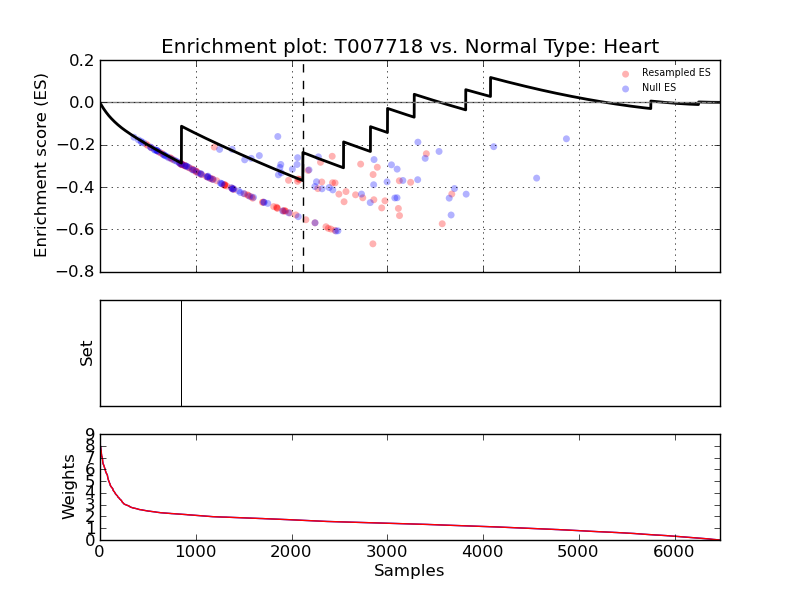 Enrichment plot: T007718 vs. Normal Type: Heart
Enrichment score (ES)
0.2
0.0
−0.2
−0.4
−0.6
−0.8
Resampled ES
Null ES
Set
Weights
9
8
7
6
5
4
3
2
1
0
0 1000 2000 3000 4000 5000 6000
Samples